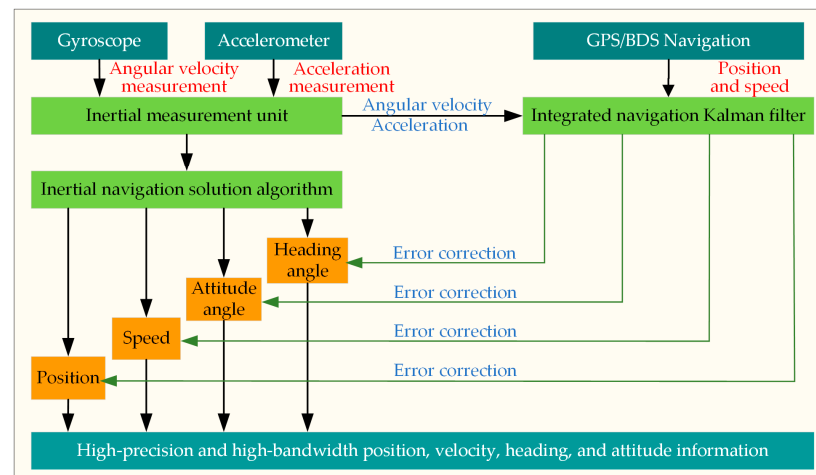 Gyroscope
Accelerometer
GPS/BDS Navigation
Angular velocity
measurement
Acceleration
measurement
Position
and speed
Inertial measurement unit
Angular velocity
Acceleration
Integrated navigation Kalman filter
Inertial navigation solution algorithm
Heading
angle
Error correction
Attitude
angle
Error correction
Speed
Error correction
Position
Error correction
High-precision and high-bandwidth position, velocity, heading, and attitude information